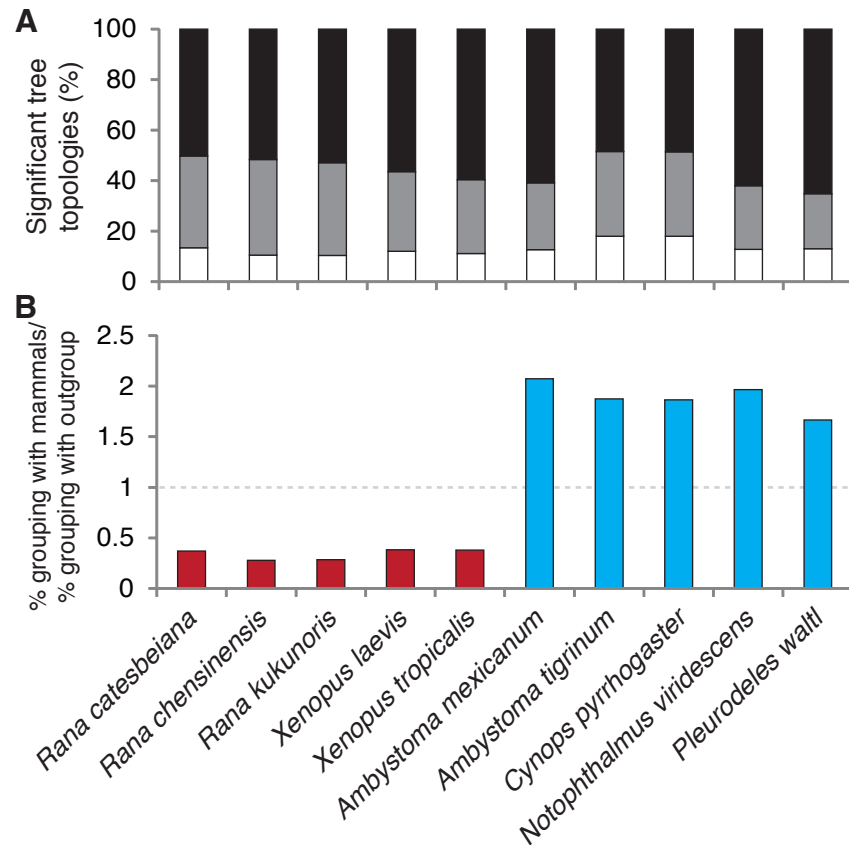 A
Significant tree
topologies (%)
100
80
60
40
20
0
B
% grouping with mammals/
% grouping with outgroup
2.5
2
1.5
1
0.5
0
Rana catesbeiana
Rana chensinensis
Rana kukunoris
Xenopus laevis
Xenopus tropicalis
Ambystoma mexicanum
Ambystoma tigrinum
Cynops pyrrhogaster
Notophthalmus viridescens
Pleurodeles waltl